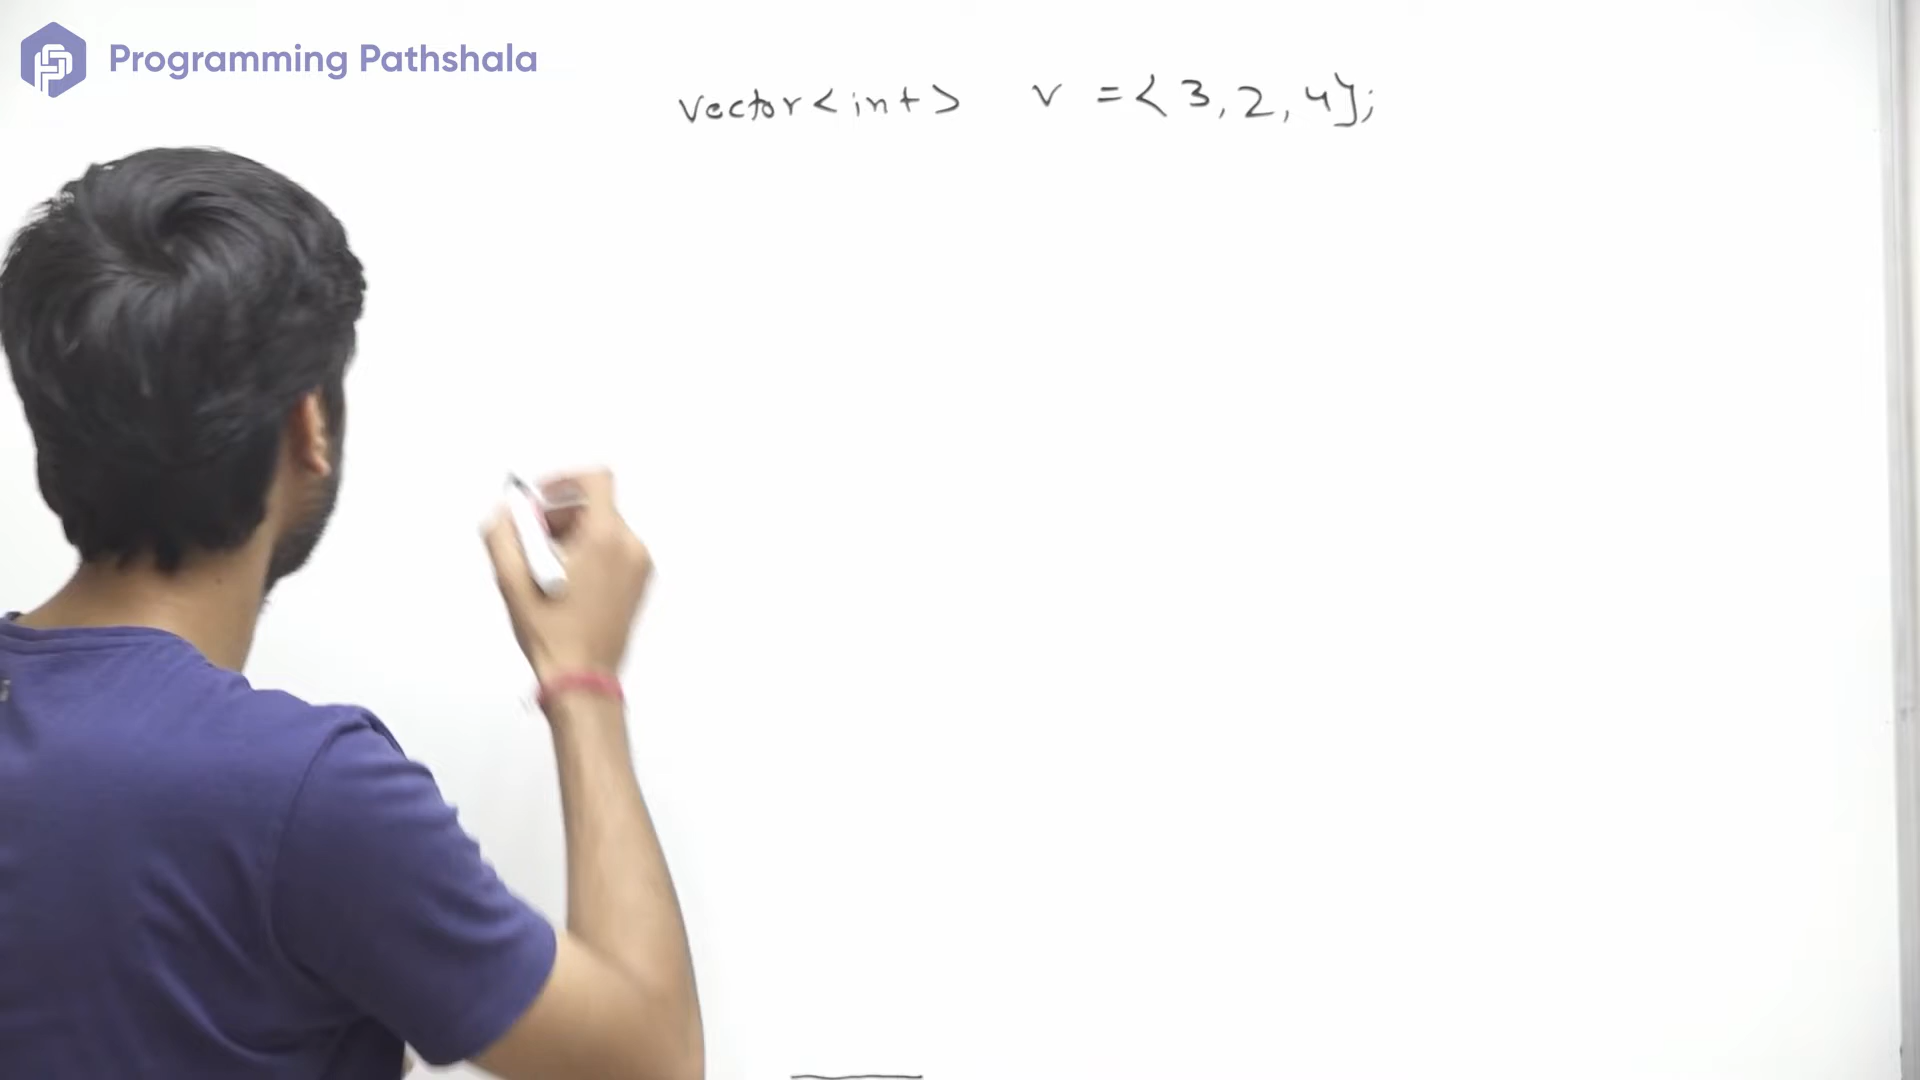 Programming Pathshala
vector<int> v = {3, 2, 4};